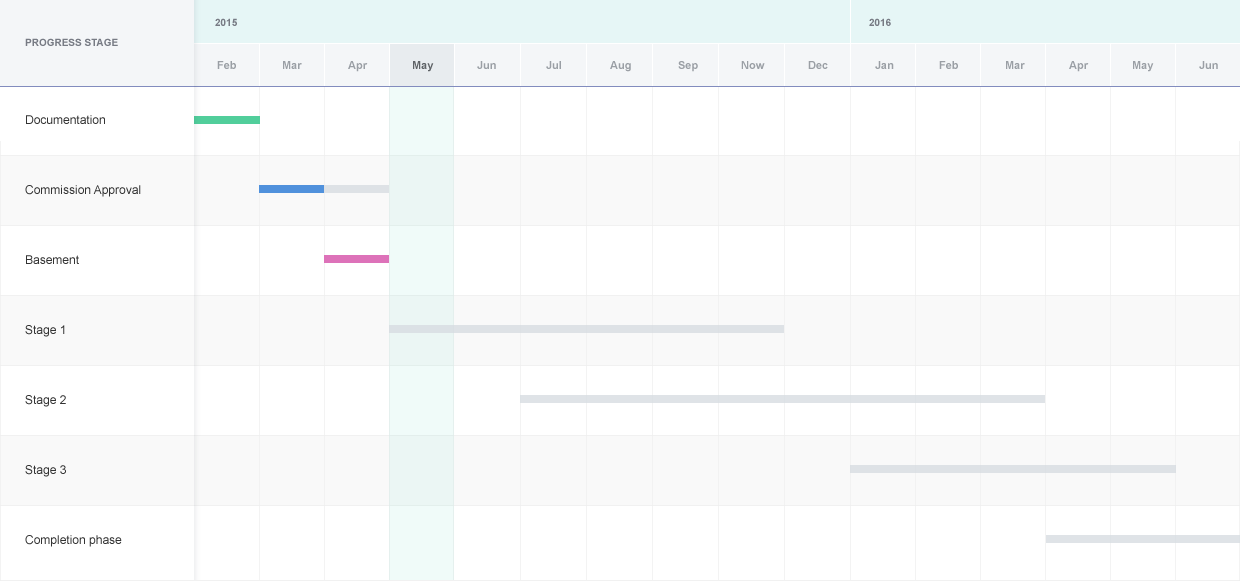 PROGRESS STAGE
2015 2016
Feb Mar Apr May Jun Jul Aug Sep Now Dec Jan Feb Mar Apr May Jun
Documentation
Commission Approval
Basement
Stage 1
Stage 2
Stage 3
Completion phase